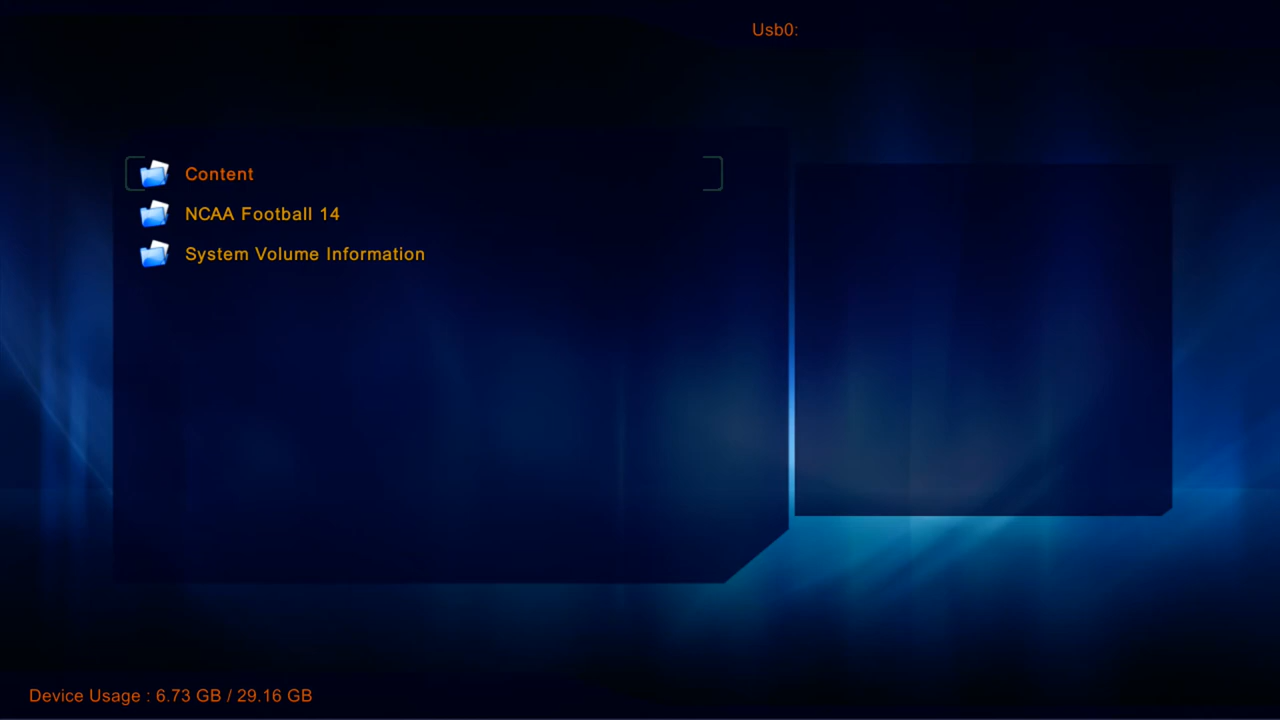 Usb0:
Content
NCAA Football 14
System Volume Information
Device Usage : 6.73 GB / 29.16 GB